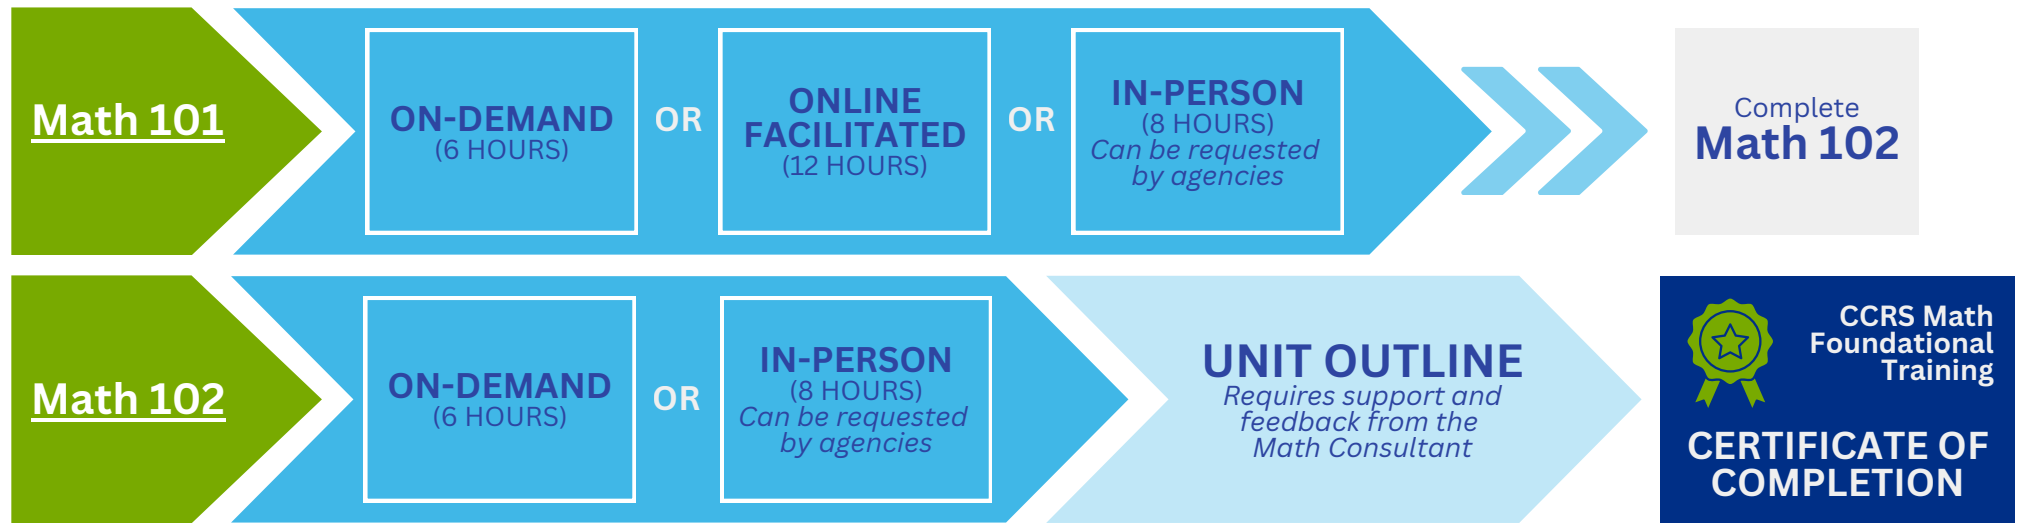 Math 101
ON-DEMAND
(6 HOURS)
OR
ONLINE
FACILITATED
(12 HOURS)
OR
IN-PERSON
(8 HOURS)
Can be requested
by agencies
Complete
Math 102
Math 102
ON-DEMAND
(6 HOURS)
OR
IN-PERSON
(8 HOURS)
Can be requested
by agencies
UNIT OUTLINE
Requires support and
feedback from the
Math Consultant
CCRS Math
Foundational
Training
CERTIFICATE OF
COMPLETION